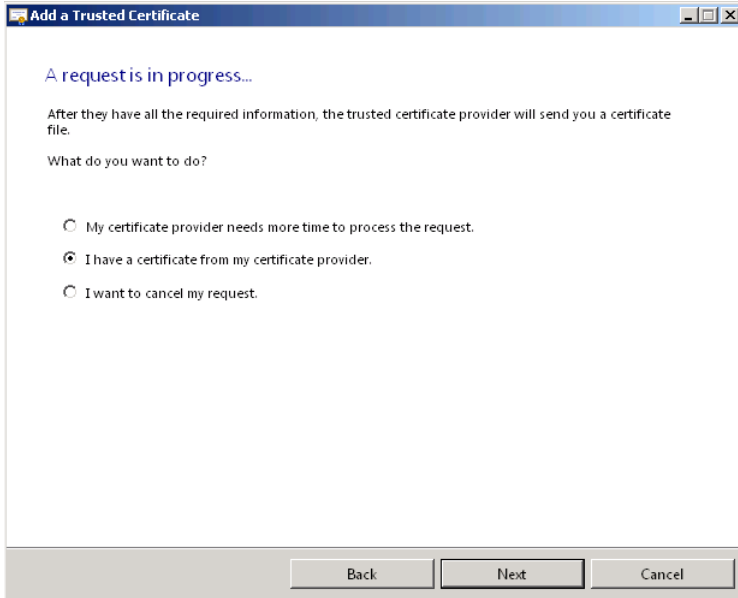 Add a Trusted Certificate
A request is in progress...
After they have all the required information, the trusted certificate provider will send you a certificate
file.
What do you want to do?
My certificate provider needs more time to process the request.
I have a certificate from my certificate provider.
I want to cancel my request.
Back Next Cancel